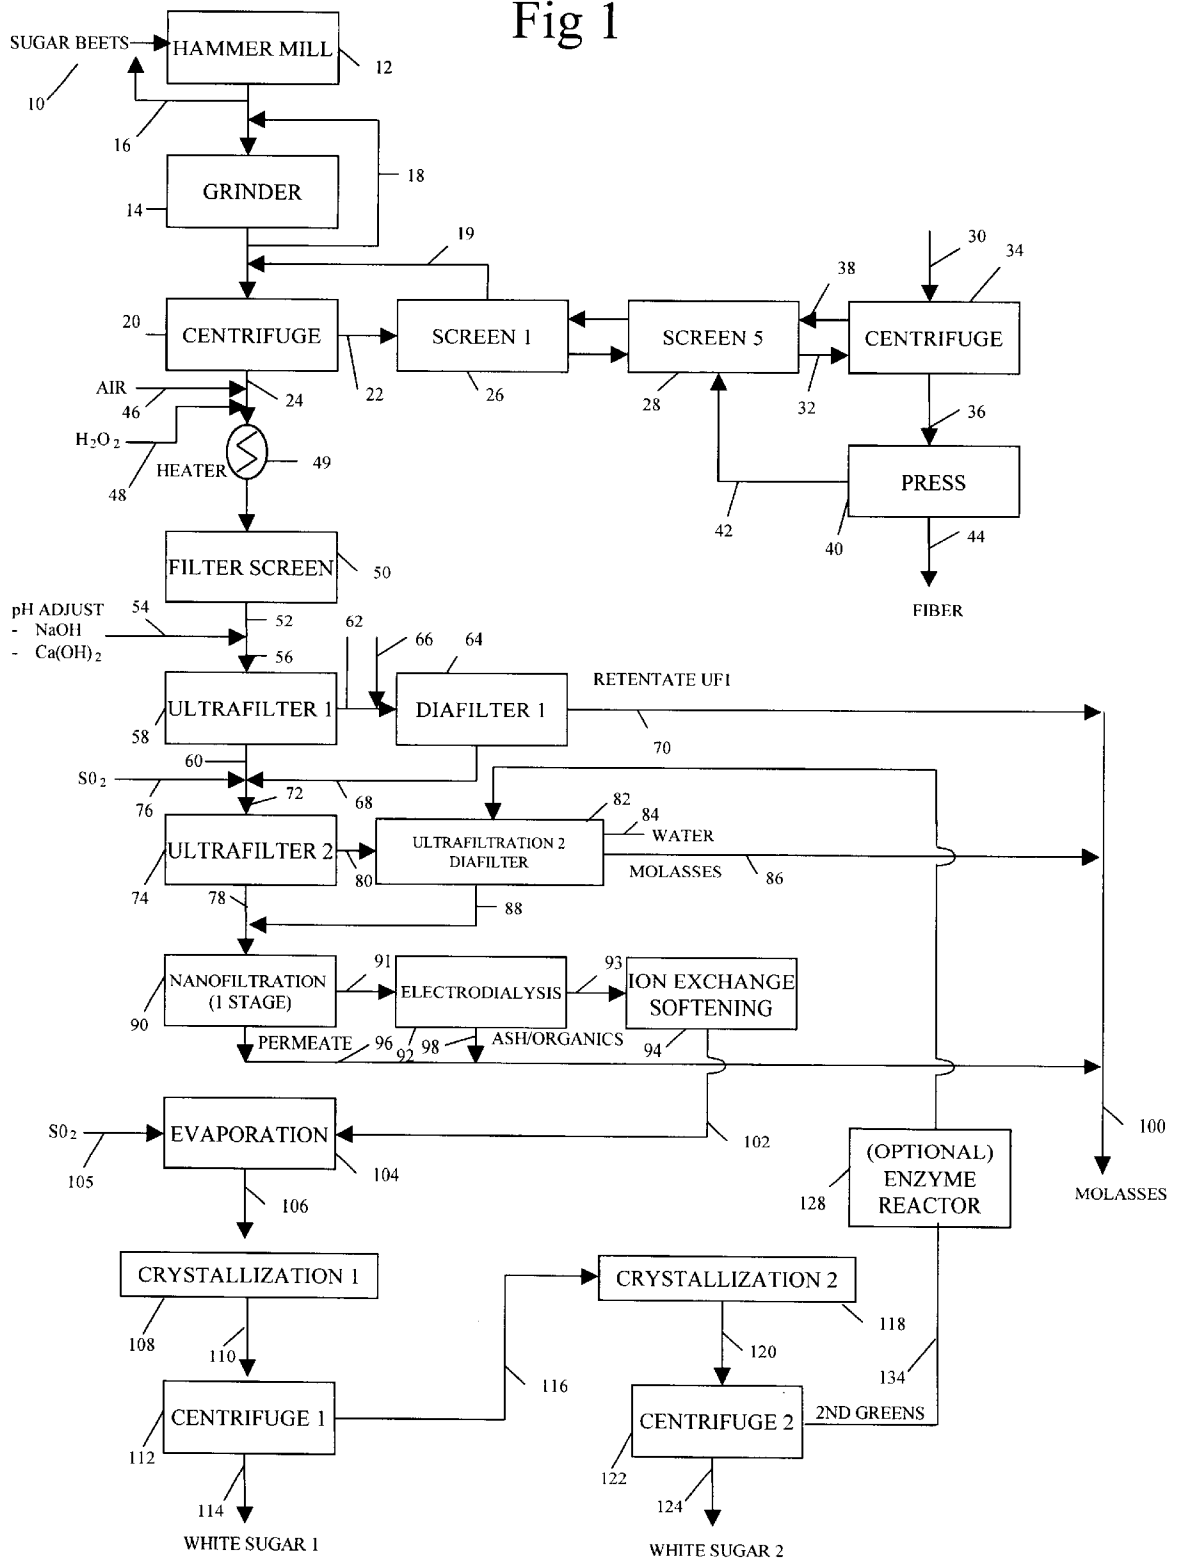 Fig 1
SUGAR BEETS
HAMMER MILL
12
10
16
GRINDER
14
18
19
30
34
38
20
CENTRIFUGE
SCREEN 1
SCREEN 5
CENTRIFUGE
AIR
46
24
22
26
28
32
36
H₂O₂
48
HEATER
49
PRESS
42
40
44
FILTER SCREEN
50
FIBER
pH ADJUST
- NaOH
- Ca(OH)₂
54
52
56
62
66
64
ULTRAFILTER 1
58
DIAFILTER 1
RETENTATE UF1
70
60
S0₂
76
72
68
82
84
WATER
ULTRAFILTER 2
74
80
ULTRAFILTRATION 2
DIAFILTER
MOLASSES
86
78
88
NANOFILTRATION
(1 STAGE)
90
91
ELECTRODIALYSIS
93
ION EXCHANGE
SOFTENING
PERMEATE
96
92
98
ASH/ORGANICS
94
S0₂
105
EVAPORATION
104
102
100
MOLASSES
106
(OPTIONAL)
ENZYME
REACTOR
128
CRYSTALLIZATION 1
108
CRYSTALLIZATION 2
118
110
116
120
134
CENTRIFUGE 1
112
CENTRIFUGE 2
122
2ND GREENS
114
124
WHITE SUGAR 1
WHITE SUGAR 2